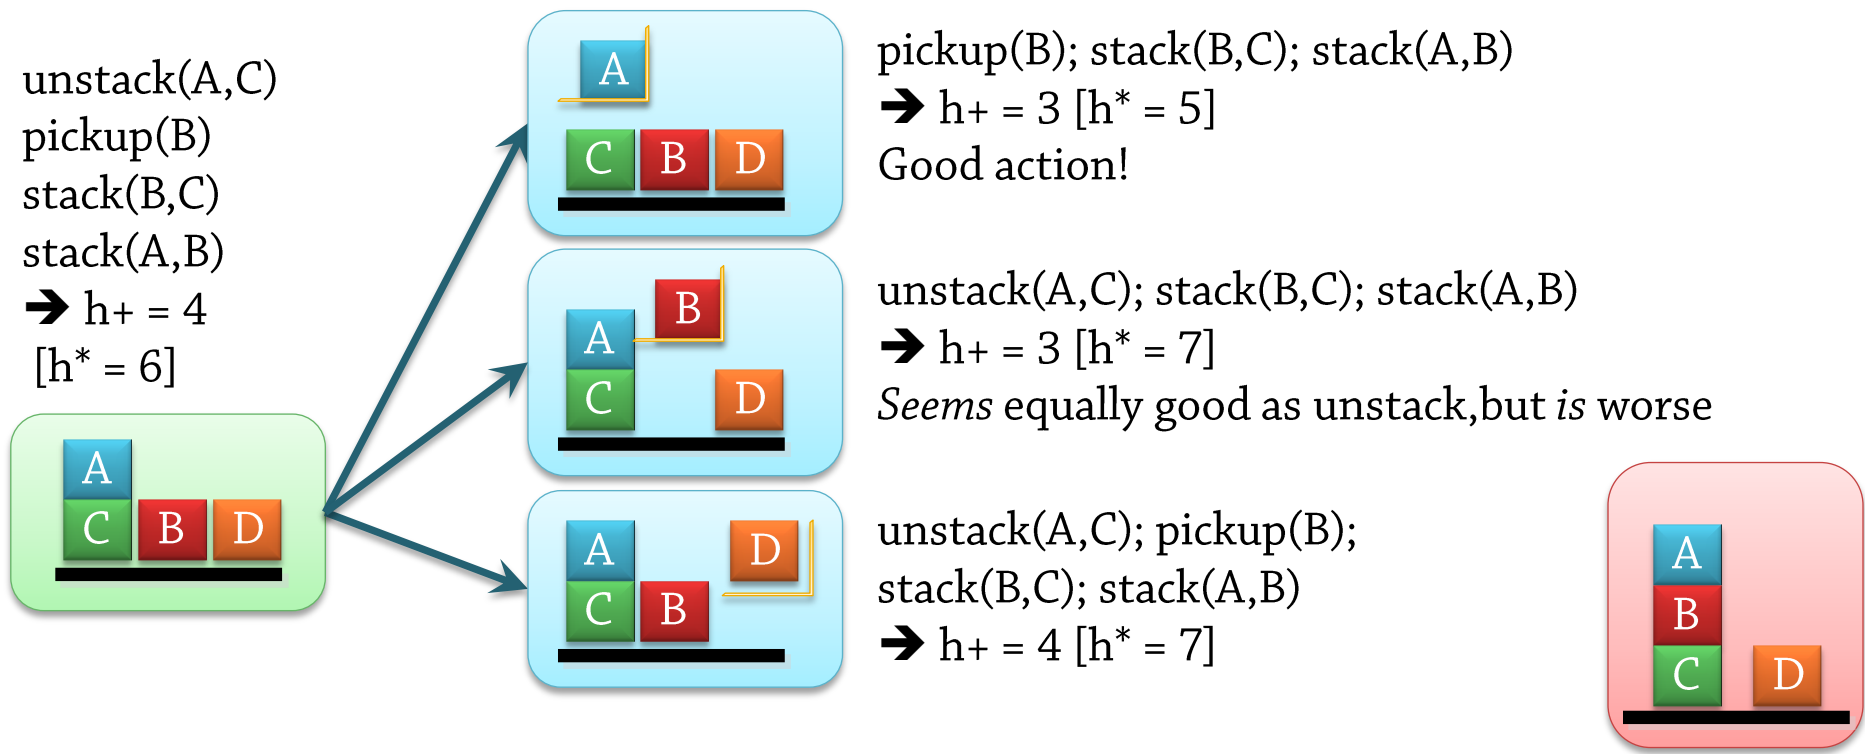 unstack(A,C)
pickup(B)
stack(B,C)
stack(A,B)
➔ h+ = 4
[h* = 6]
A
C B D
A
C B D
pickup(B); stack(B,C); stack(A,B)
➔ h+ = 3 [h* = 5]
Good action!
B
A
C D
unstack(A,C); stack(B,C); stack(A,B)
➔ h+ = 3 [h* = 7]
Seems equally good as unstack,but is worse
A D
C B
unstack(A,C); pickup(B);
stack(B,C); stack(A,B)
➔ h+ = 4 [h* = 7]
A
B
C D